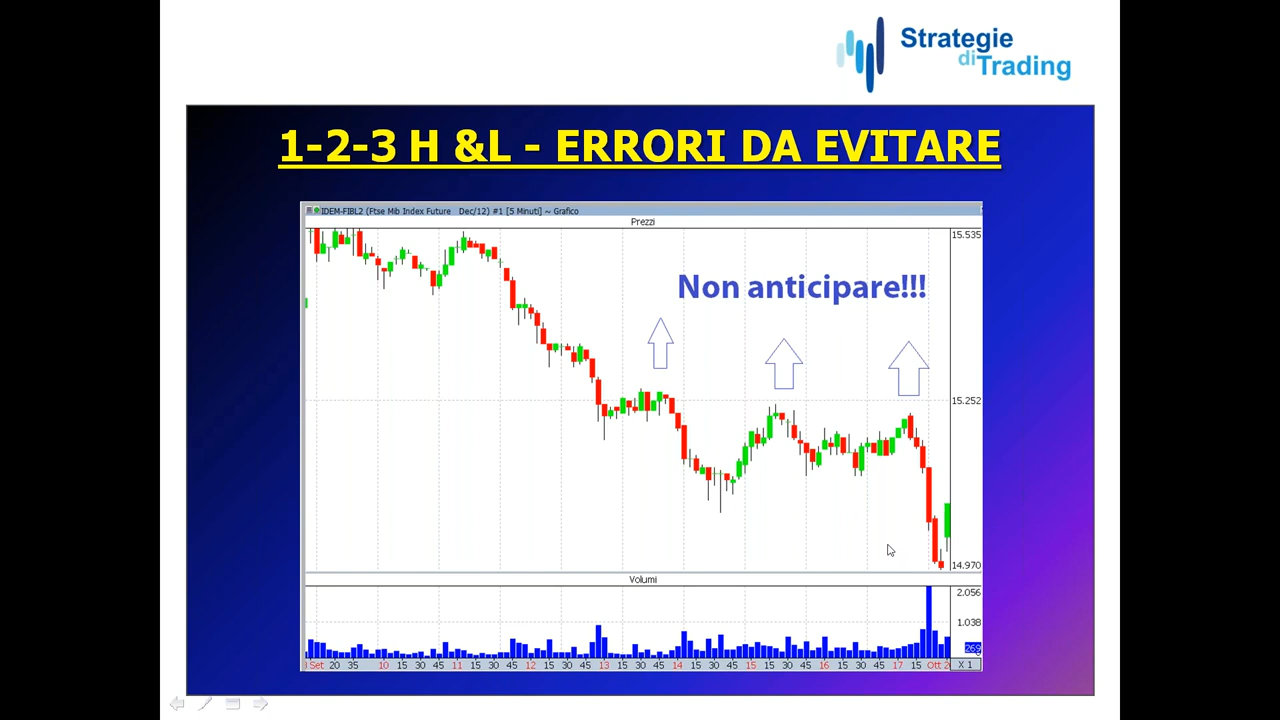 Strategie
di Trading
1-2-3 H &L - ERRORI DA EVITARE
IDEM-FIBL2 (Ftse Mib Index Future Dec/12) #1 [5 Minuti] ~ Grafico
Prezzi
15.535
Non anticipare!!!
15.252
14.970
Volumi
2.056
1.038
269
Set 20 35 10 15 30 45 11 15 30 45 12 15 30 45 13 15 30 45 14 15 30 45 15 15 30 45 16 15 30 45 17 15 Ott 2 X 1